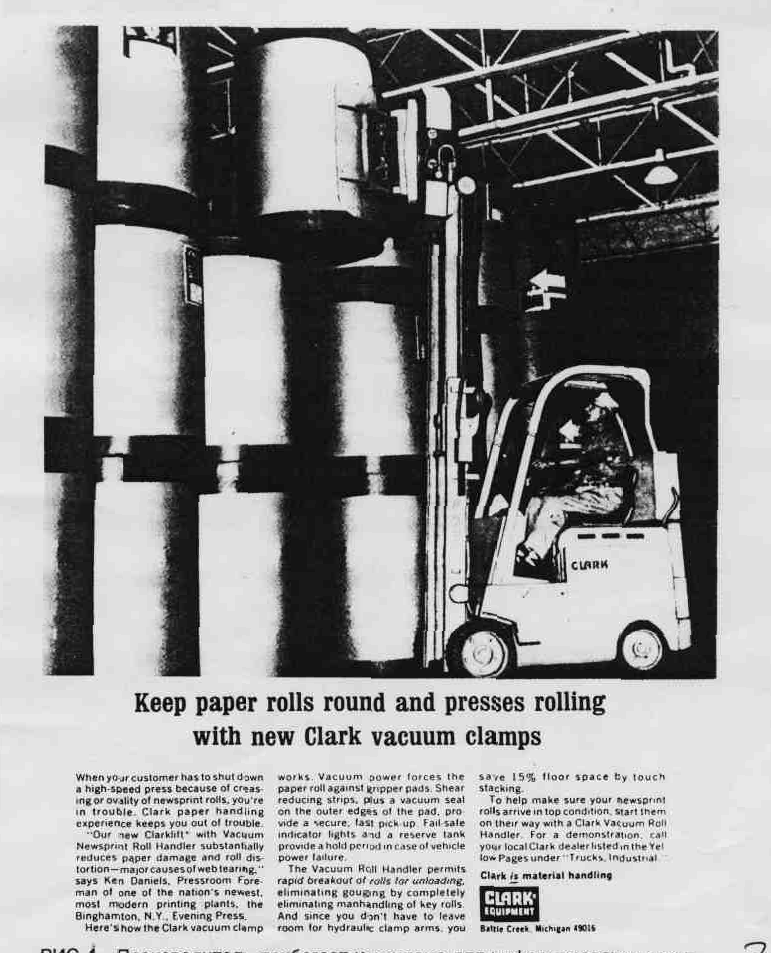 CLARK
Keep paper rolls round and presses rolling
with new Clark vacuum clamps
When your customer has to shut down
a high-speed press because of creas-
ing or ovality of newsprint rolls, you're
in trouble. Clark paper handling
experience keeps you out of trouble.
"Our new Clarklift* with Vacuum
Newsprint Roll Handler substantially
reduces paper damage and roll dis-
tortion—major causes of web tearing,"
says Ken Daniels, Pressroom Fore-
man of one of the nation's newest,
most modern printing plants, the
Binghamton, N.Y., Evening Press.
Here's how the Clark vacuum clamp
works. Vacuum power forces the
paper roll against gripper pads. Shear
reducing strips, plus a vacuum seal
on the outer edges of the pad, pro-
vide a secure, fast pick-up. Fail-safe
indicator lights and a reserve tank
provide a hold period in case of vehicle
power failure.
The Vacuum Roll Handler permits
rapid breakout of rolls for unloading,
eliminating gouging by completely
eliminating manhandling of key rolls.
And since you don't have to leave
room for hydraulic clamp arms, you
save 15% floor space by touch
stacking.
To help make sure your newsprint
rolls arrive in top condition, start them
on their way with a Clark Vacuum Roll
Handler. For a demonstration, call
your local Clark dealer listed in the Yel
low Pages under "Trucks, Industrial."
Clark is material handling
CLARK
EQUIPMENT
Battle Creek, Michigan 49016